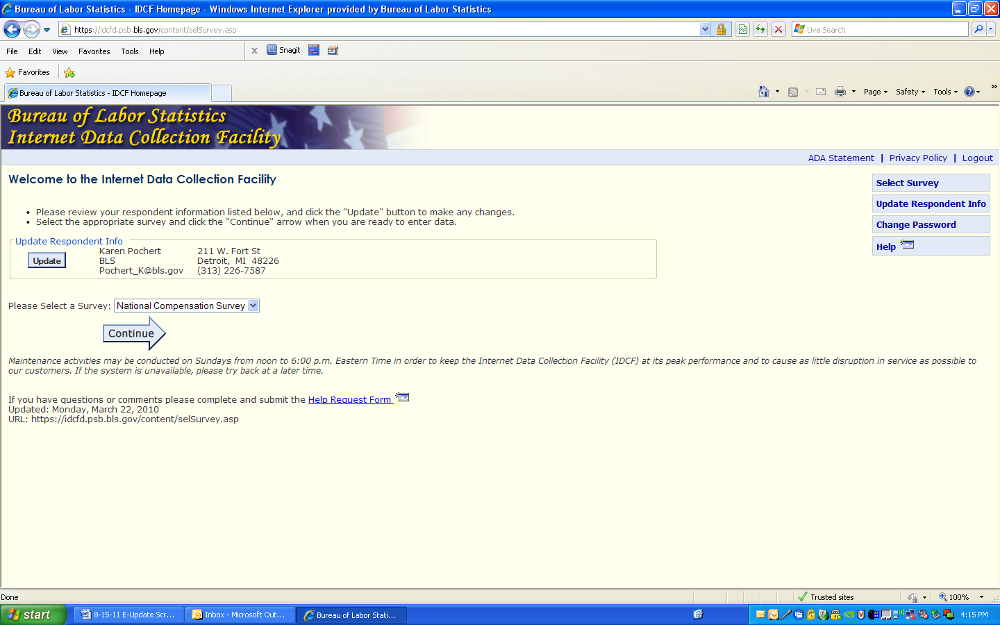 Bureau of Labor Statistics - IDCF Homepage - Windows Internet Explorer provided by Bureau of Labor Statistics
https://idcfd.psb.bls.gov/content/selSurvey.asp
Live Search
File Edit View Favorites Tools Help
x Snagit
Favorites
Bureau of Labor Statistics - IDCF Homepage
Page Safety Tools »
Bureau of Labor Statistics
Internet Data Collection Facility
ADA Statement | Privacy Policy | Logout
Welcome to the Internet Data Collection Facility
• Please review your respondent information listed below, and click the "Update" button to make any changes.
• Select the appropriate survey and click the "Continue" arrow when you are ready to enter data.
Update Respondent Info
Update
Karen Pochert 211 W. Fort St
BLS Detroit, MI 48226
Pochert_K@bls.gov (313) 226-7587
Select Survey
Update Respondent Info
Change Password
Help
Please Select a Survey: National Compensation Survey
Continue
Maintenance activities may be conducted on Sundays from noon to 6:00 p.m. Eastern Time in order to keep the Internet Data Collection Facility (IDCF) at its peak performance and to cause as little disruption in service as possible to
our customers. If the system is unavailable, please try back at a later time.
If you have questions or comments please complete and submit the Help Request Form
Updated: Monday, March 22, 2010
URL: https://idcfd.psb.bls.gov/content/selSurvey.asp
Done
Trusted sites
100%
start
8-15-11 E-Update Scr...
Inbox - Microsoft Out...
Bureau of Labor Stati...
4:15 PM